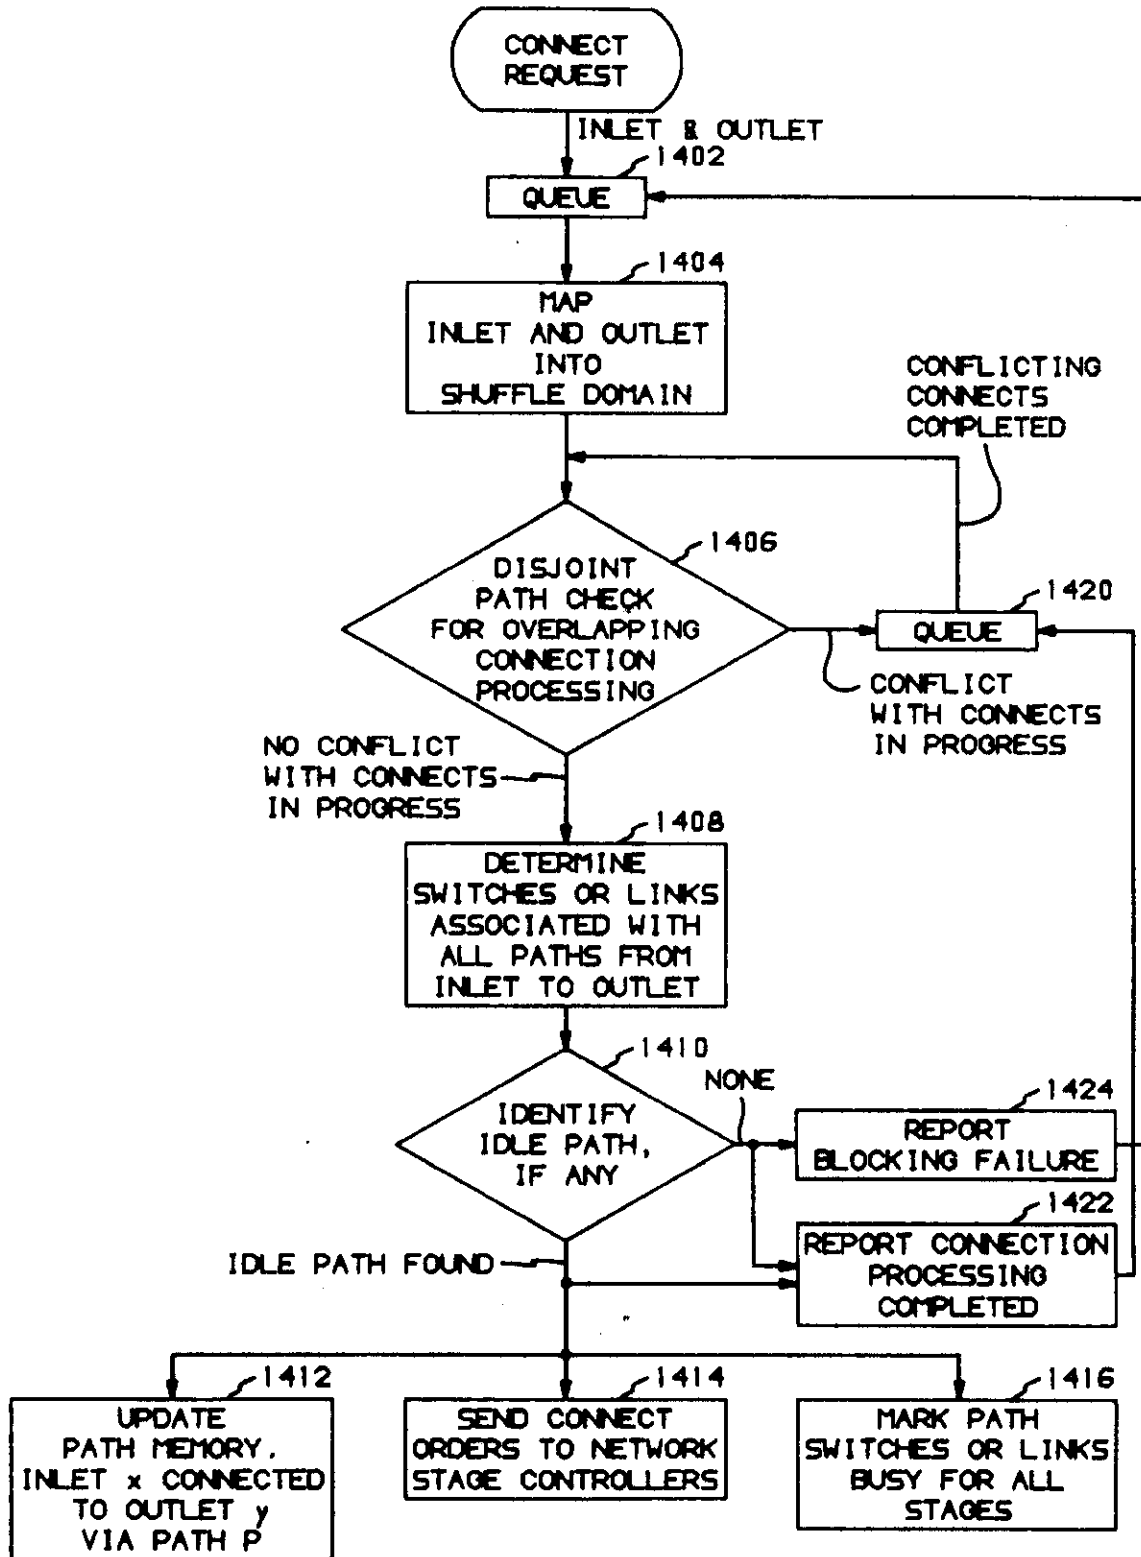 CONNECT
REQUEST
INLET & OUTLET
1402
QUEUE
1404
MAP
INLET AND OUTLET
INTO
SHUFFLE DOMAIN
CONFLICTING
CONNECTS
COMPLETED
1406
DISJOINT
PATH CHECK
FOR OVERLAPPING
CONNECTION
PROCESSING
1420
QUEUE
CONFLICT
WITH CONNECTS
IN PROGRESS
NO CONFLICT
WITH CONNECTS
IN PROGRESS
1408
DETERMINE
SWITCHES OR LINKS
ASSOCIATED WITH
ALL PATHS FROM
INLET TO OUTLET
1410
IDENTIFY
IDLE PATH,
IF ANY
NONE
1424
REPORT
BLOCKING FAILURE
1422
REPORT CONNECTION
PROCESSING
COMPLETED
IDLE PATH FOUND
1412
UPDATE
PATH MEMORY.
INLET x CONNECTED
TO OUTLET y
VIA PATH P
1414
SEND CONNECT
ORDERS TO NETWORK
STAGE CONTROLLERS
1416
MARK PATH
SWITCHES OR LINKS
BUSY FOR ALL
STAGES